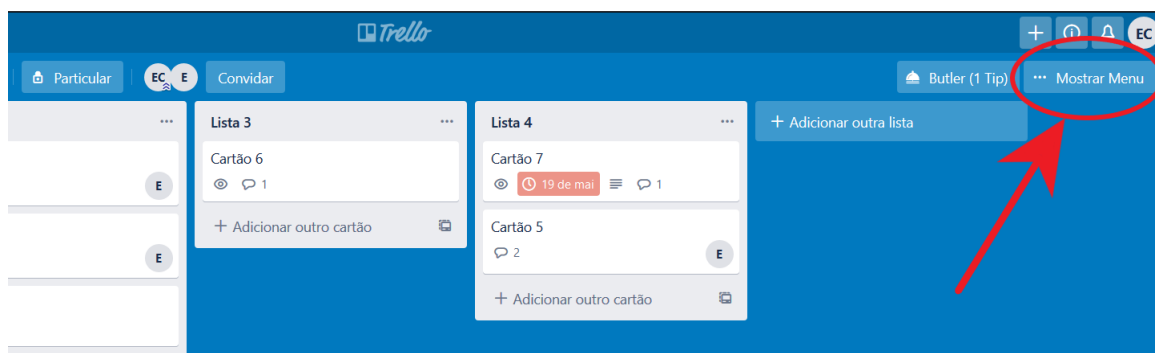 Trello
EC
Particular
EC E
Convidar
Butler (1 Tip)
··· Mostrar Menu
Lista 3
Cartão 6
1
+ Adicionar outro cartão
Lista 4
Cartão 7
19 de mai
1
Cartão 5
2
E
+ Adicionar outro cartão
+ Adicionar outra lista
E
E